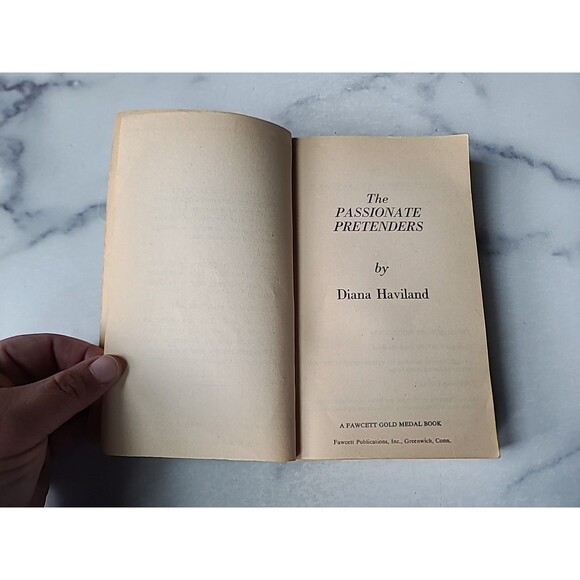 The
PASSIONATE
PRETENDERS
by
Diana Haviland
A FAWCETT GOLD MEDAL BOOK
Fawcett Publications, Inc., Greenwich, Conn.